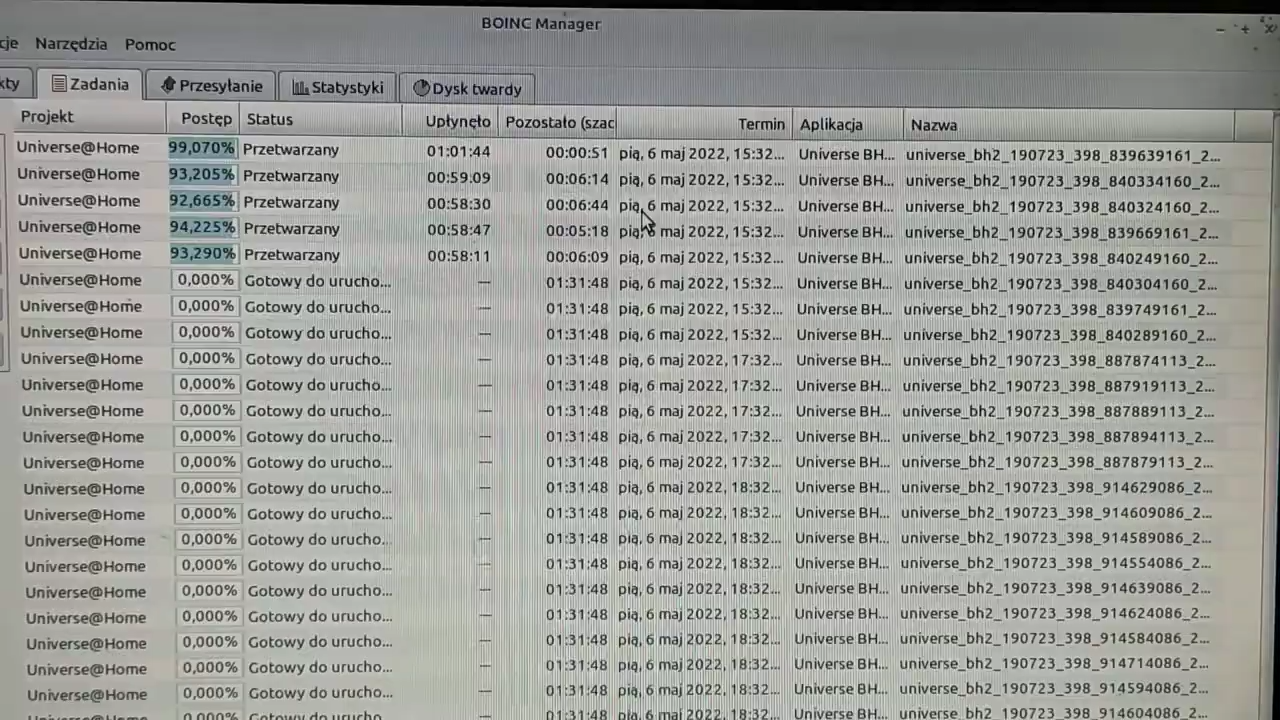 BOINC Manager
cje Narzędzia Pomoc
kty Zadania Przesyłanie Statystyki Dysk twardy
Projekt Postęp Status Upłynęło Pozostało (szac Termin Aplikacja Nazwa
Universe@Home 99,070% Przetwarzany 01:01:44 00:00:51 pią, 6 maj 2022, 15:32... Universe BH... universe_bh2_190723_398_839639161_2...
Universe@Home 93,205% Przetwarzany 00:59:09 00:06:14 pią, 6 maj 2022, 15:32... Universe BH... universe_bh2_190723_398_840334160_2...
Universe@Home 92,665% Przetwarzany 00:58:30 00:06:44 pią, 6 maj 2022, 15:32... Universe BH... universe_bh2_190723_398_840324160_2...
Universe@Home 94,225% Przetwarzany 00:58:47 00:05:18 pią, 6 maj 2022, 15:32... Universe BH... universe_bh2_190723_398_839669161_2...
Universe@Home 93,290% Przetwarzany 00:58:11 00:06:09 pią, 6 maj 2022, 15:32... Universe BH... universe_bh2_190723_398_840249160_2...
Universe@Home 0,000% Gotowy do urucho... — 01:31:48 pią, 6 maj 2022, 15:32... Universe BH... universe_bh2_190723_398_840304160_2...
Universe@Home 0,000% Gotowy do urucho... — 01:31:48 pią, 6 maj 2022, 15:32... Universe BH... universe_bh2_190723_398_839749161_2...
Universe@Home 0,000% Gotowy do urucho... — 01:31:48 pią, 6 maj 2022, 15:32... Universe BH... universe_bh2_190723_398_840289160_2...
Universe@Home 0,000% Gotowy do urucho... — 01:31:48 pią, 6 maj 2022, 17:32... Universe BH... universe_bh2_190723_398_887874113_2...
Universe@Home 0,000% Gotowy do urucho... — 01:31:48 pią, 6 maj 2022, 17:32... Universe BH... universe_bh2_190723_398_887919113_2...
Universe@Home 0,000% Gotowy do urucho... — 01:31:48 pią, 6 maj 2022, 17:32... Universe BH... universe_bh2_190723_398_887889113_2...
Universe@Home 0,000% Gotowy do urucho... — 01:31:48 pią, 6 maj 2022, 17:32... Universe BH... universe_bh2_190723_398_887894113_2...
Universe@Home 0,000% Gotowy do urucho... — 01:31:48 pią, 6 maj 2022, 17:32... Universe BH... universe_bh2_190723_398_887879113_2...
Universe@Home 0,000% Gotowy do urucho... — 01:31:48 pią, 6 maj 2022, 18:32... Universe BH... universe_bh2_190723_398_914629086_2...
Universe@Home 0,000% Gotowy do urucho... — 01:31:48 pią, 6 maj 2022, 18:32... Universe BH... universe_bh2_190723_398_914609086_2...
Universe@Home 0,000% Gotowy do urucho... — 01:31:48 pią, 6 maj 2022, 18:32... Universe BH... universe_bh2_190723_398_914589086_2...
Universe@Home 0,000% Gotowy do urucho... — 01:31:48 pią, 6 maj 2022, 18:32... Universe BH... universe_bh2_190723_398_914554086_2...
Universe@Home 0,000% Gotowy do urucho... — 01:31:48 pią, 6 maj 2022, 18:32... Universe BH... universe_bh2_190723_398_914639086_2...
Universe@Home 0,000% Gotowy do urucho... — 01:31:48 pią, 6 maj 2022, 18:32... Universe BH... universe_bh2_190723_398_914624086_2...
Universe@Home 0,000% Gotowy do urucho... — 01:31:48 pią, 6 maj 2022, 18:32... Universe BH... universe_bh2_190723_398_914584086_2...
Universe@Home 0,000% Gotowy do urucho... — 01:31:48 pią, 6 maj 2022, 18:32... Universe BH... universe_bh2_190723_398_914714086_2...
Universe@Home 0,000% Gotowy do urucho... — 01:31:48 pią, 6 maj 2022, 18:32... Universe BH... universe_bh2_190723_398_914594086_2...
Universe@Home 0,000% Gotowy do urucho... — 01:31:48 pią, 6 maj 2022, 18:32... Universe BH... universe_bh2_190723_398_914604086_2...